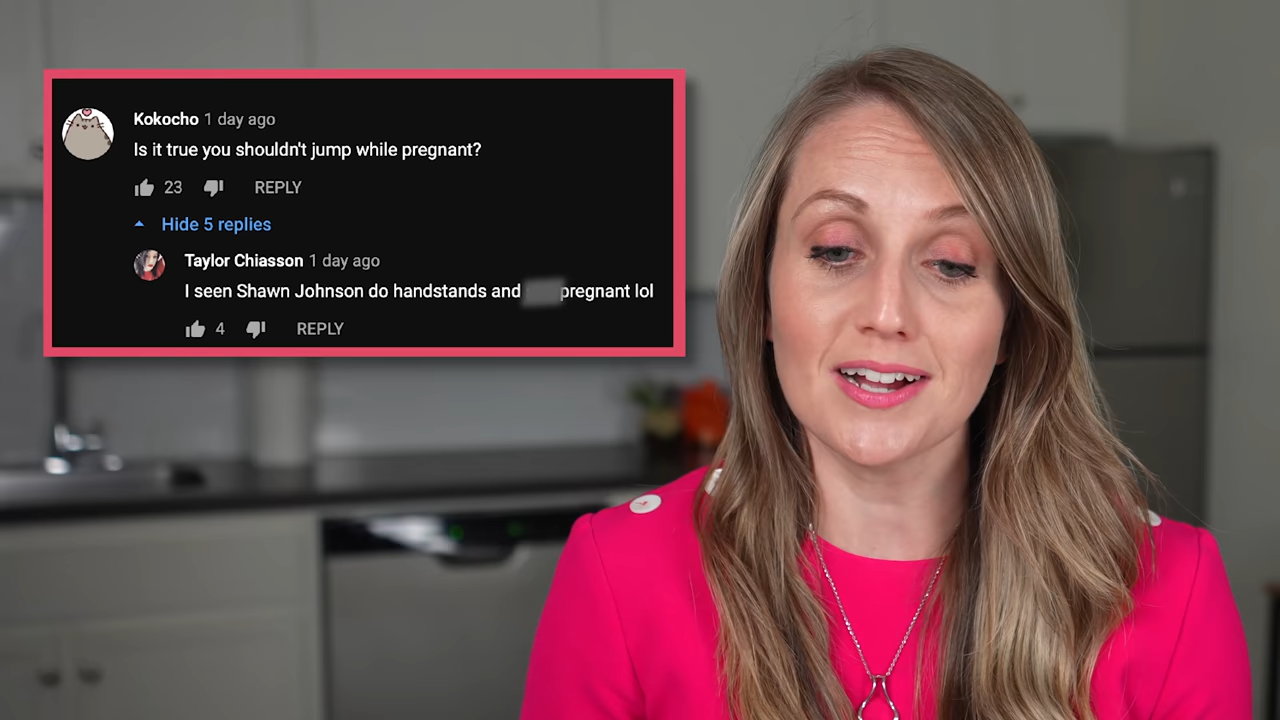 Kokocho 1 day ago
Is it true you shouldn't jump while pregnant?
23 REPLY
Hide 5 replies
Taylor Chiasson 1 day ago
I seen Shawn Johnson do handstands and pregnant lol
4 REPLY